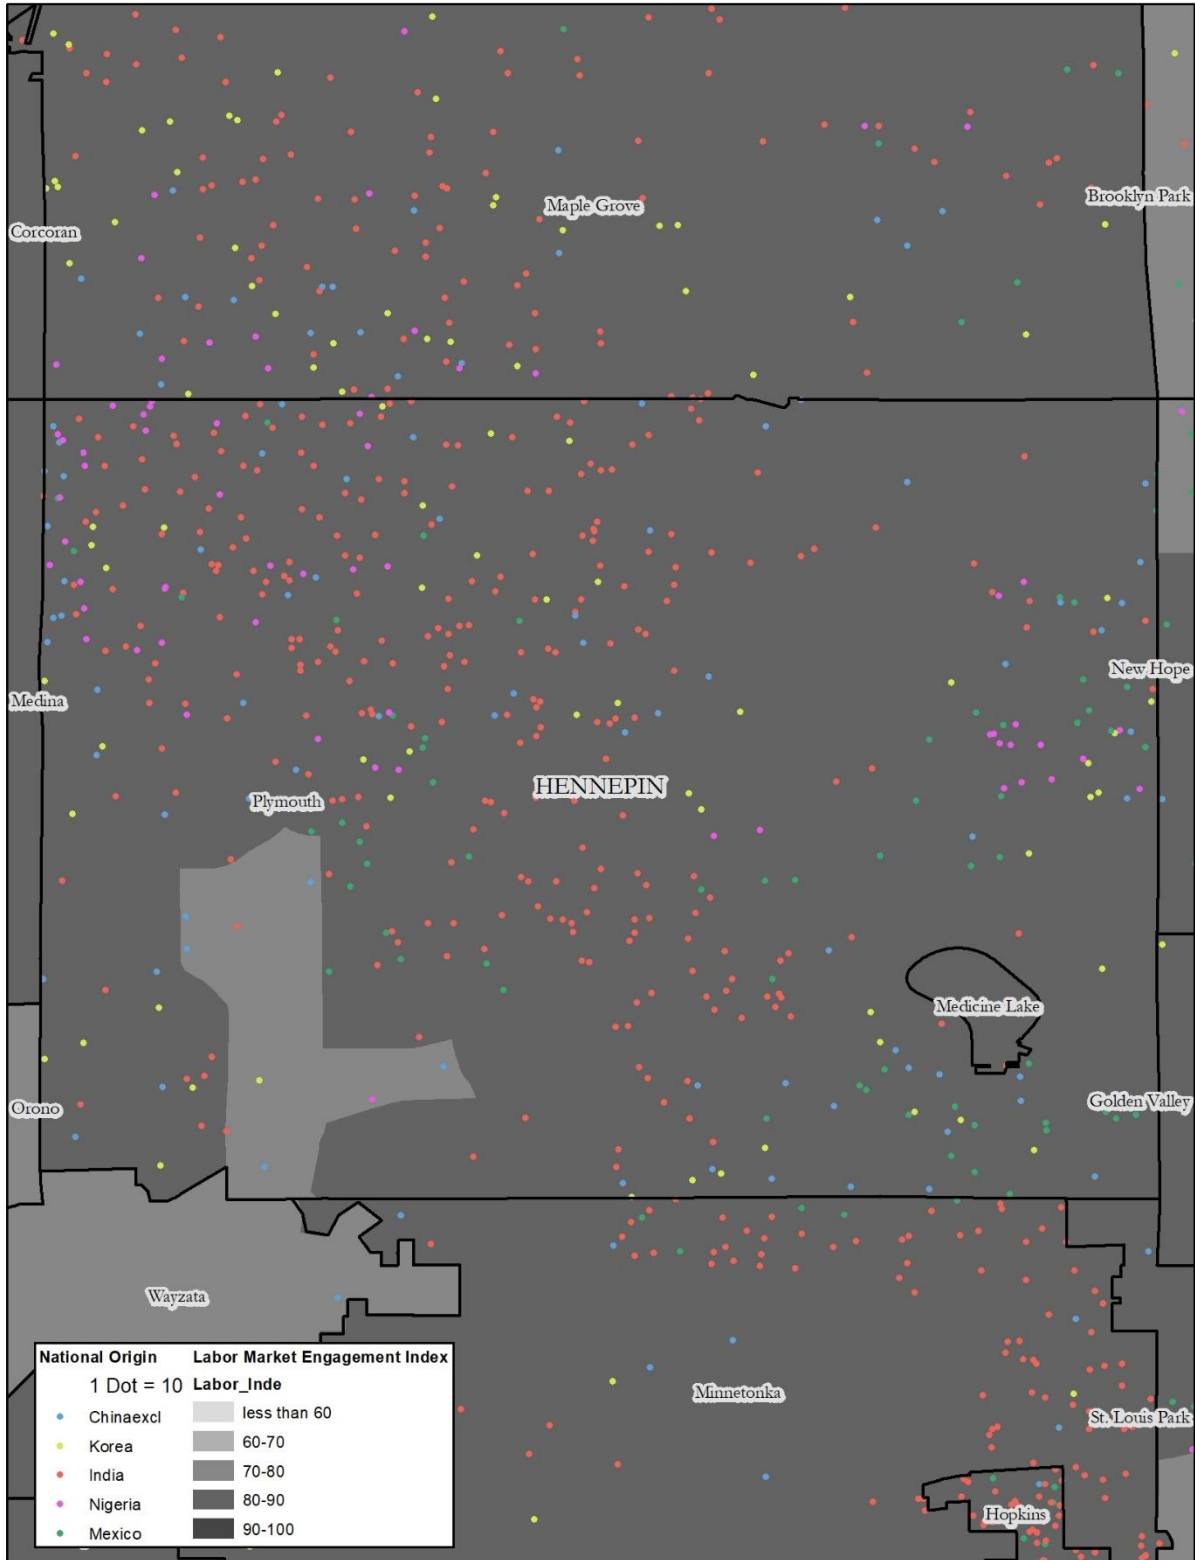 Maple Grove
Brooklyn Park
Corcoran
New Hope
Medina
HENNEPIN
Plymouth
Medicine Lake
Golden Valley
Orono
Wayzata
Minnetonka
St. Louis Park
Hopkins
National Origin
1 Dot = 10
Chinaexcl
Korea
India
Nigeria
Mexico
Labor Market Engagement Index
Labor_Inde
less than 60
60-70
70-80
80-90
90-100